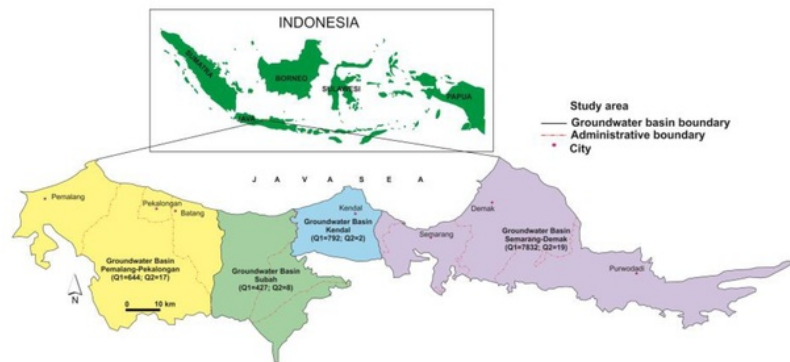 INDONESIA
SUMATRA
BORNEO
SULAWESI
PAPUA
JAVA
Study area
Groundwater basin boundary
Administrative boundary
City
J A V A S E A
Pemalang
Pekalongan
Batang
Kendal
Demak
Semarang
Purwodadi
Groundwater Basin
Pemalang-Pekalongan
(Q1=644; Q2=17)
Groundwater Basin
Subah
(Q1=427; Q2=8)
Groundwater Basin
Kendal
(Q1=792; Q2=2)
Groundwater Basin
Semarang-Demak
(Q1=7832; Q2=19)
N
0 10 km